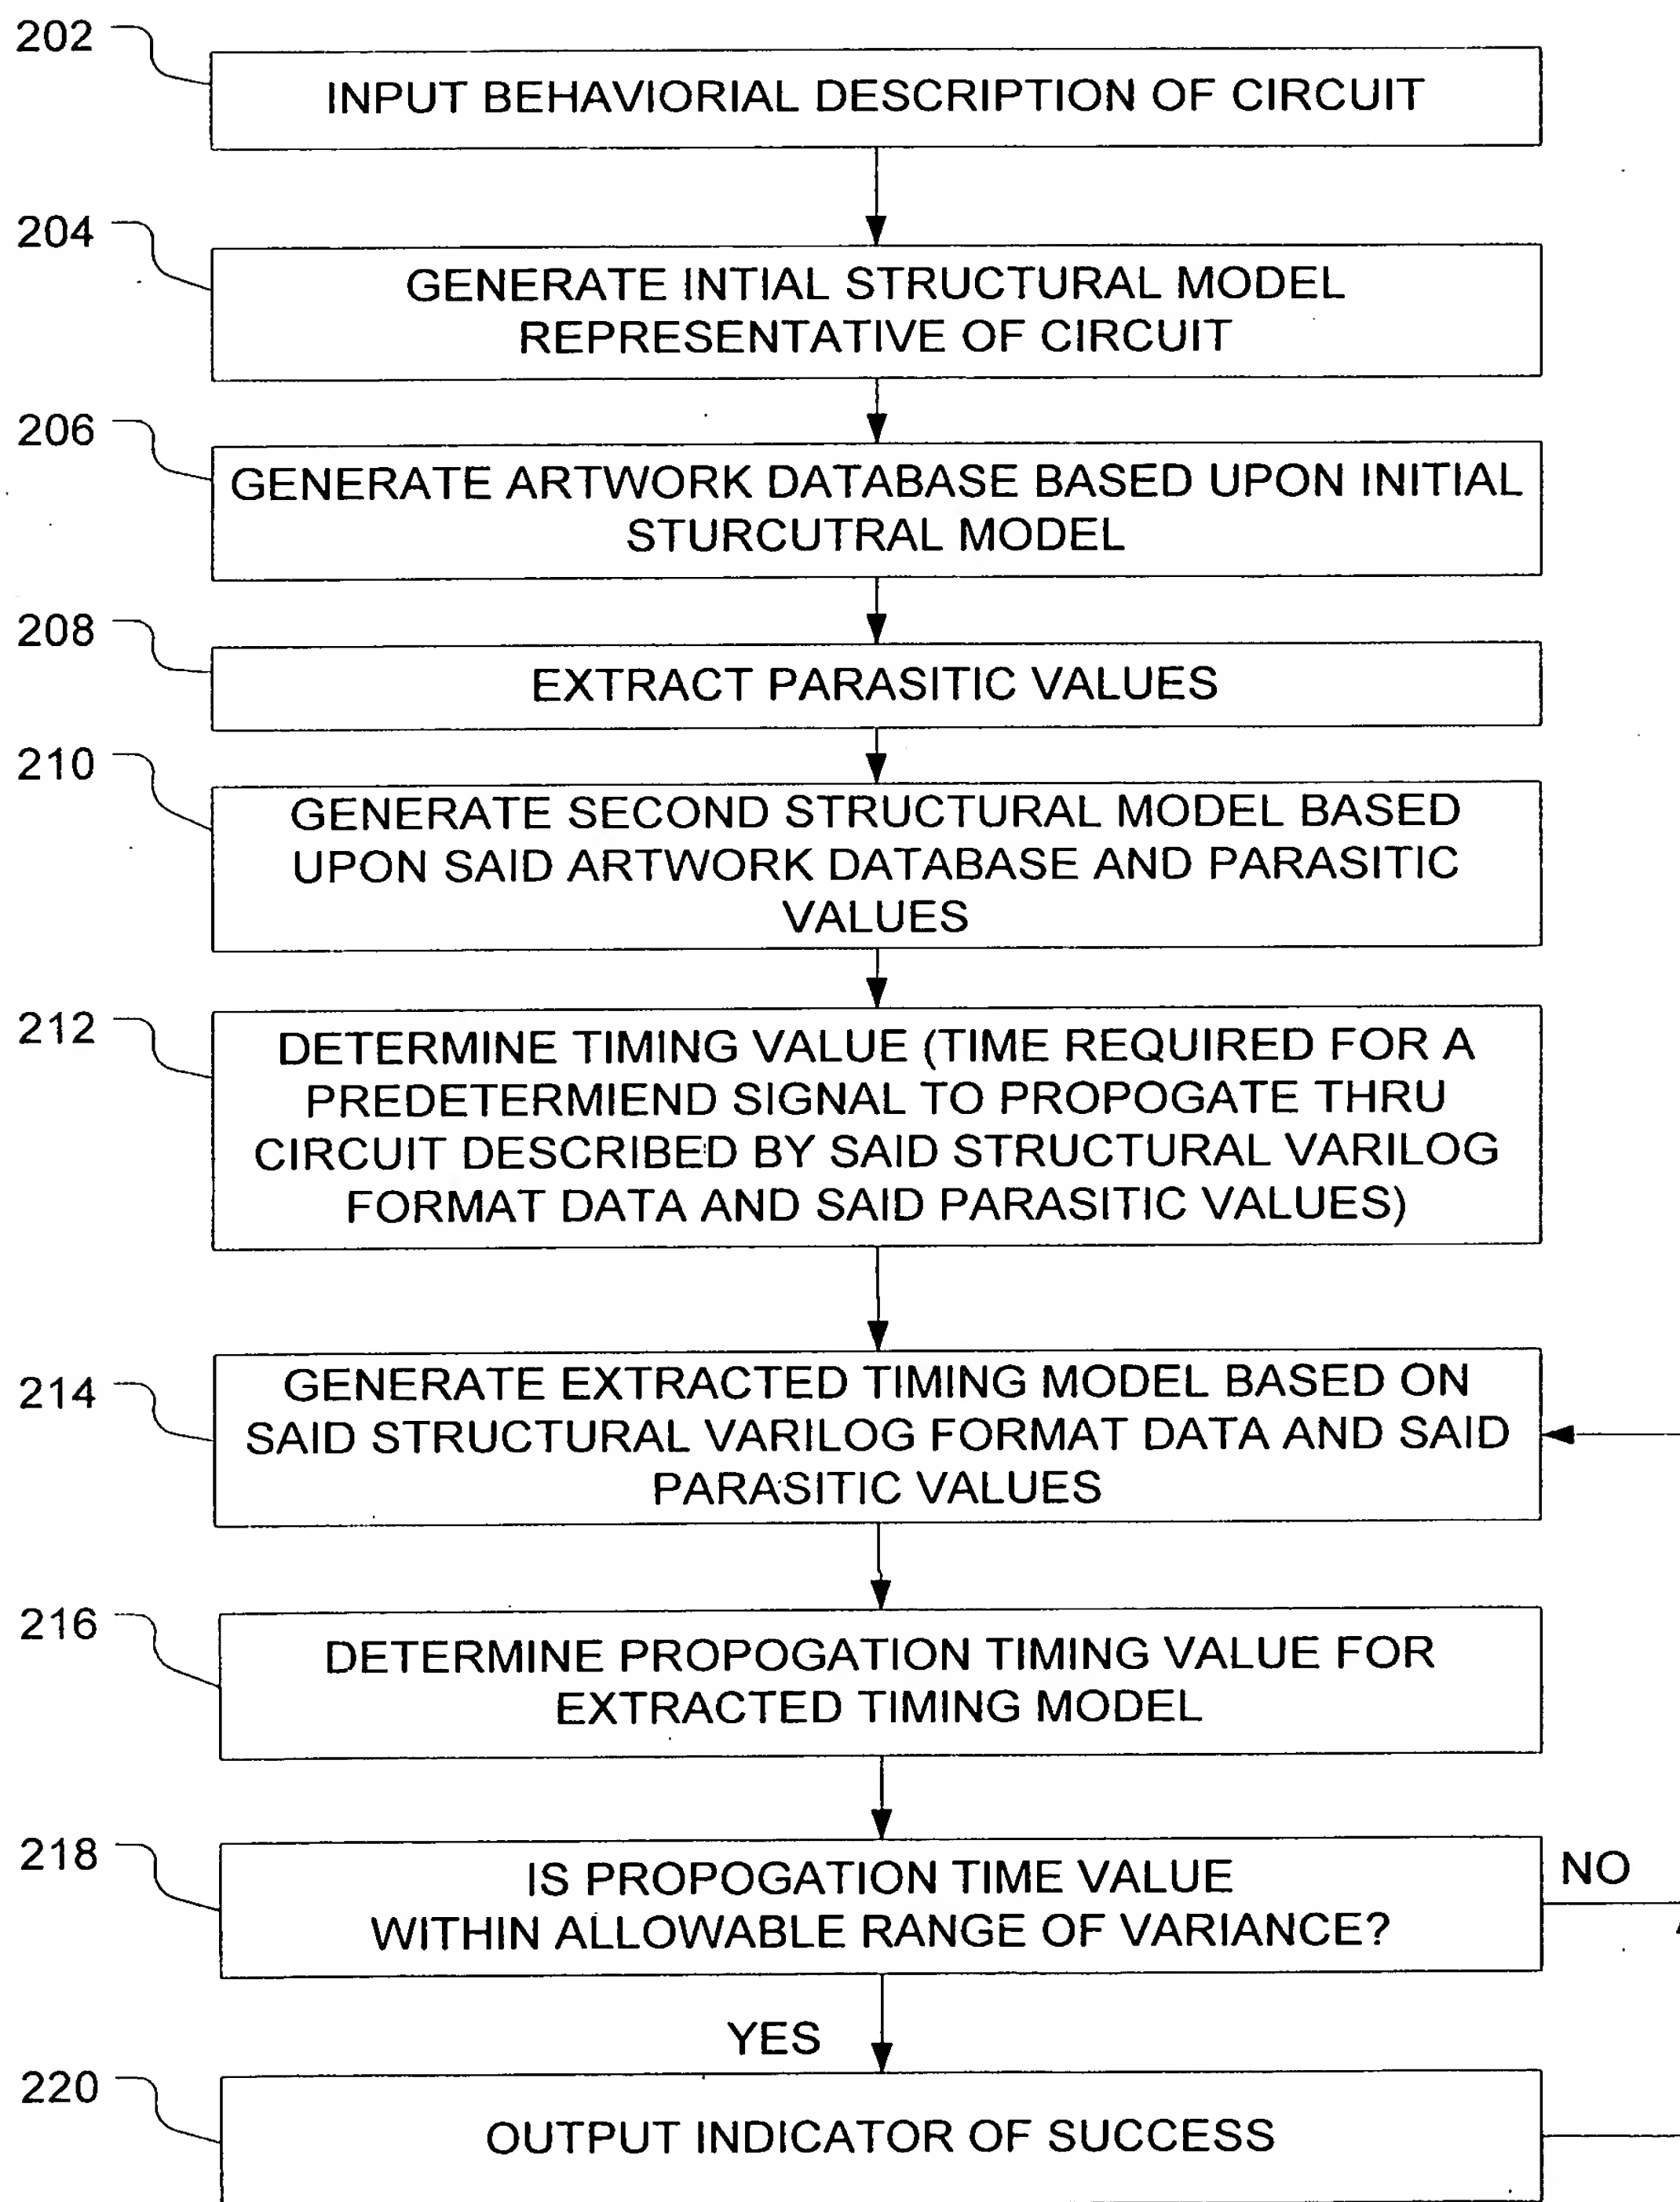 202
INPUT BEHAVIORIAL DESCRIPTION OF CIRCUIT
204
GENERATE INTIAL STRUCTURAL MODEL
REPRESENTATIVE OF CIRCUIT
206
GENERATE ARTWORK DATABASE BASED UPON INITIAL
STURCUTRAL MODEL
208
EXTRACT PARASITIC VALUES
210
GENERATE SECOND STRUCTURAL MODEL BASED
UPON SAID ARTWORK DATABASE AND PARASITIC
VALUES
212
DETERMINE TIMING VALUE (TIME REQUIRED FOR A
PREDETERMIEND SIGNAL TO PROPOGATE THRU
CIRCUIT DESCRIBED BY SAID STRUCTURAL VARILOG
FORMAT DATA AND SAID PARASITIC VALUES)
214
GENERATE EXTRACTED TIMING MODEL BASED ON
SAID STRUCTURAL VARILOG FORMAT DATA AND SAID
PARASITIC VALUES
216
DETERMINE PROPOGATION TIMING VALUE FOR
EXTRACTED TIMING MODEL
218
IS PROPOGATION TIME VALUE
WITHIN ALLOWABLE RANGE OF VARIANCE?
NO
YES
220
OUTPUT INDICATOR OF SUCCESS